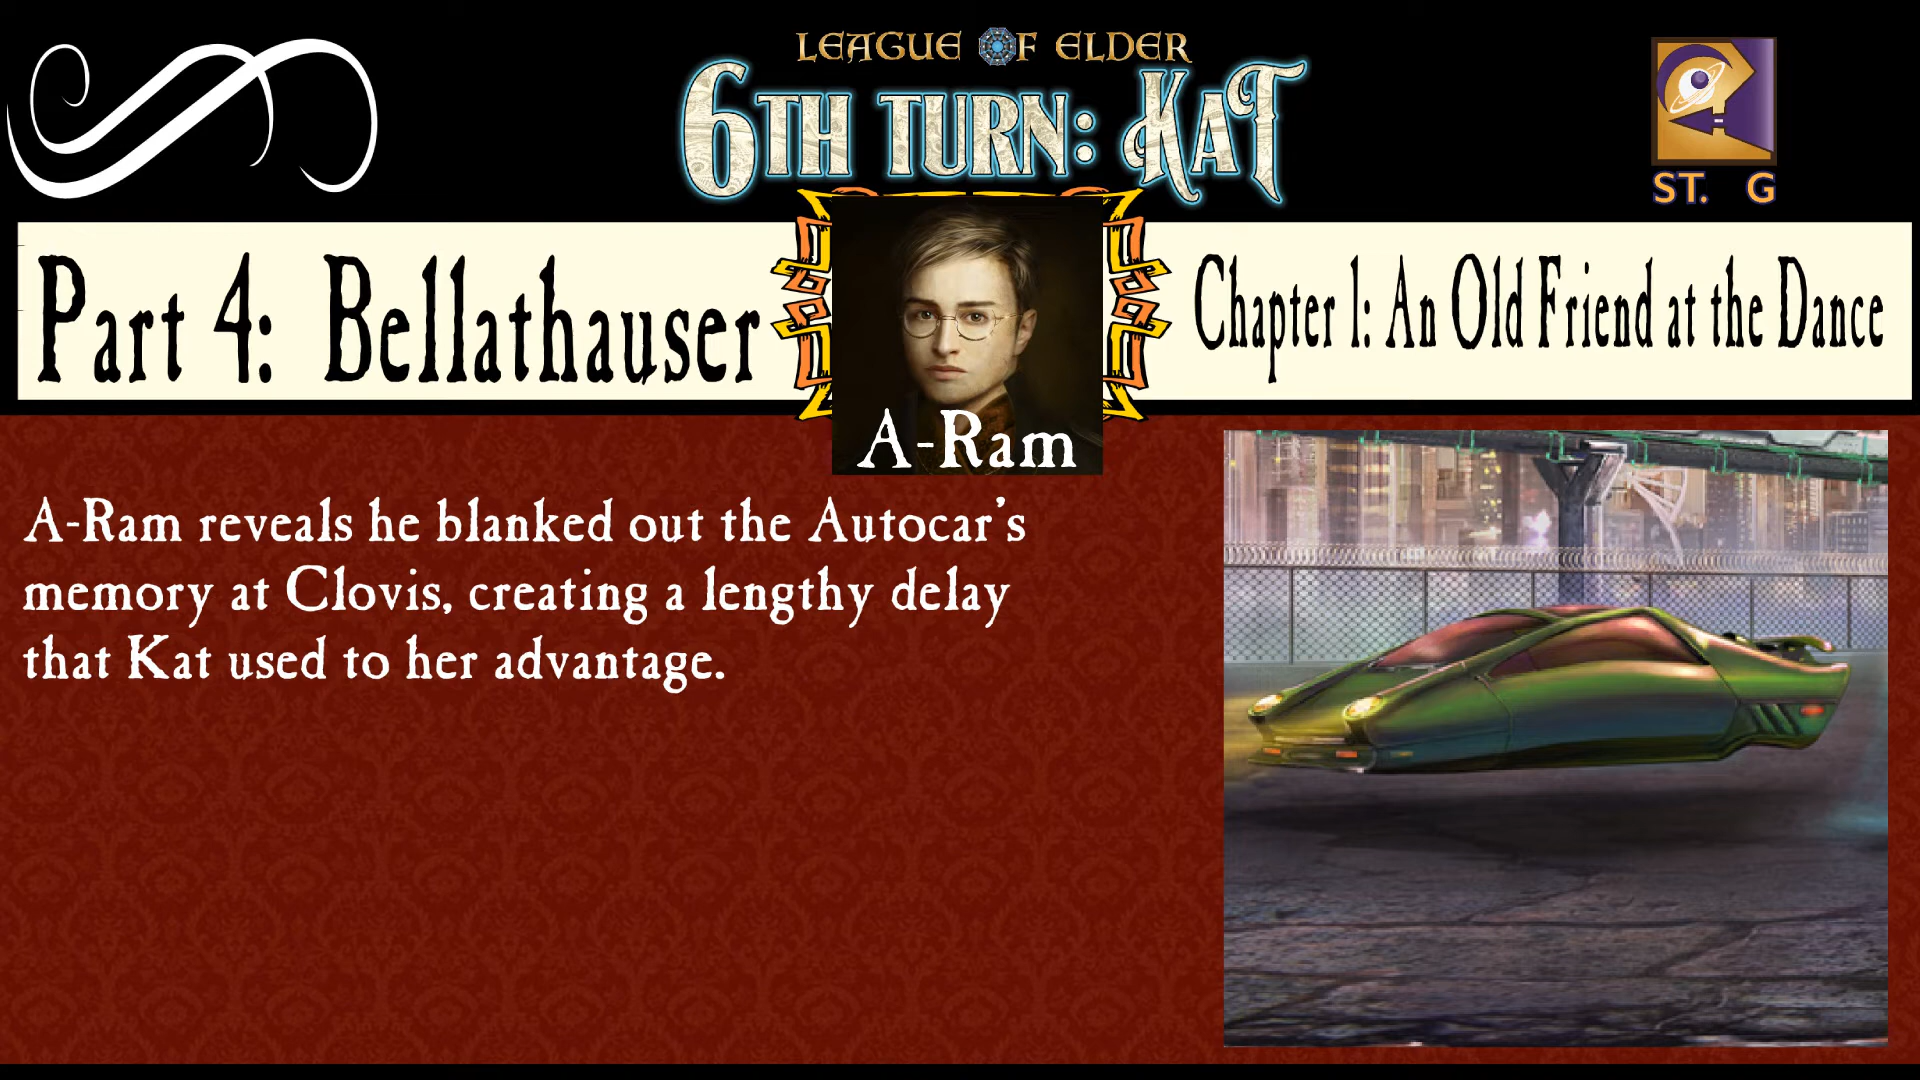 LEAGUE OF ELDER
6TH TURN: KAT
ST. G
Part 4: Bellathauser
Chapter 1: An Old Friend at the Dance
A-Ram
A-Ram reveals he blanked out the Autocar’s
memory at Clovis, creating a lengthy delay
that Kat used to her advantage.